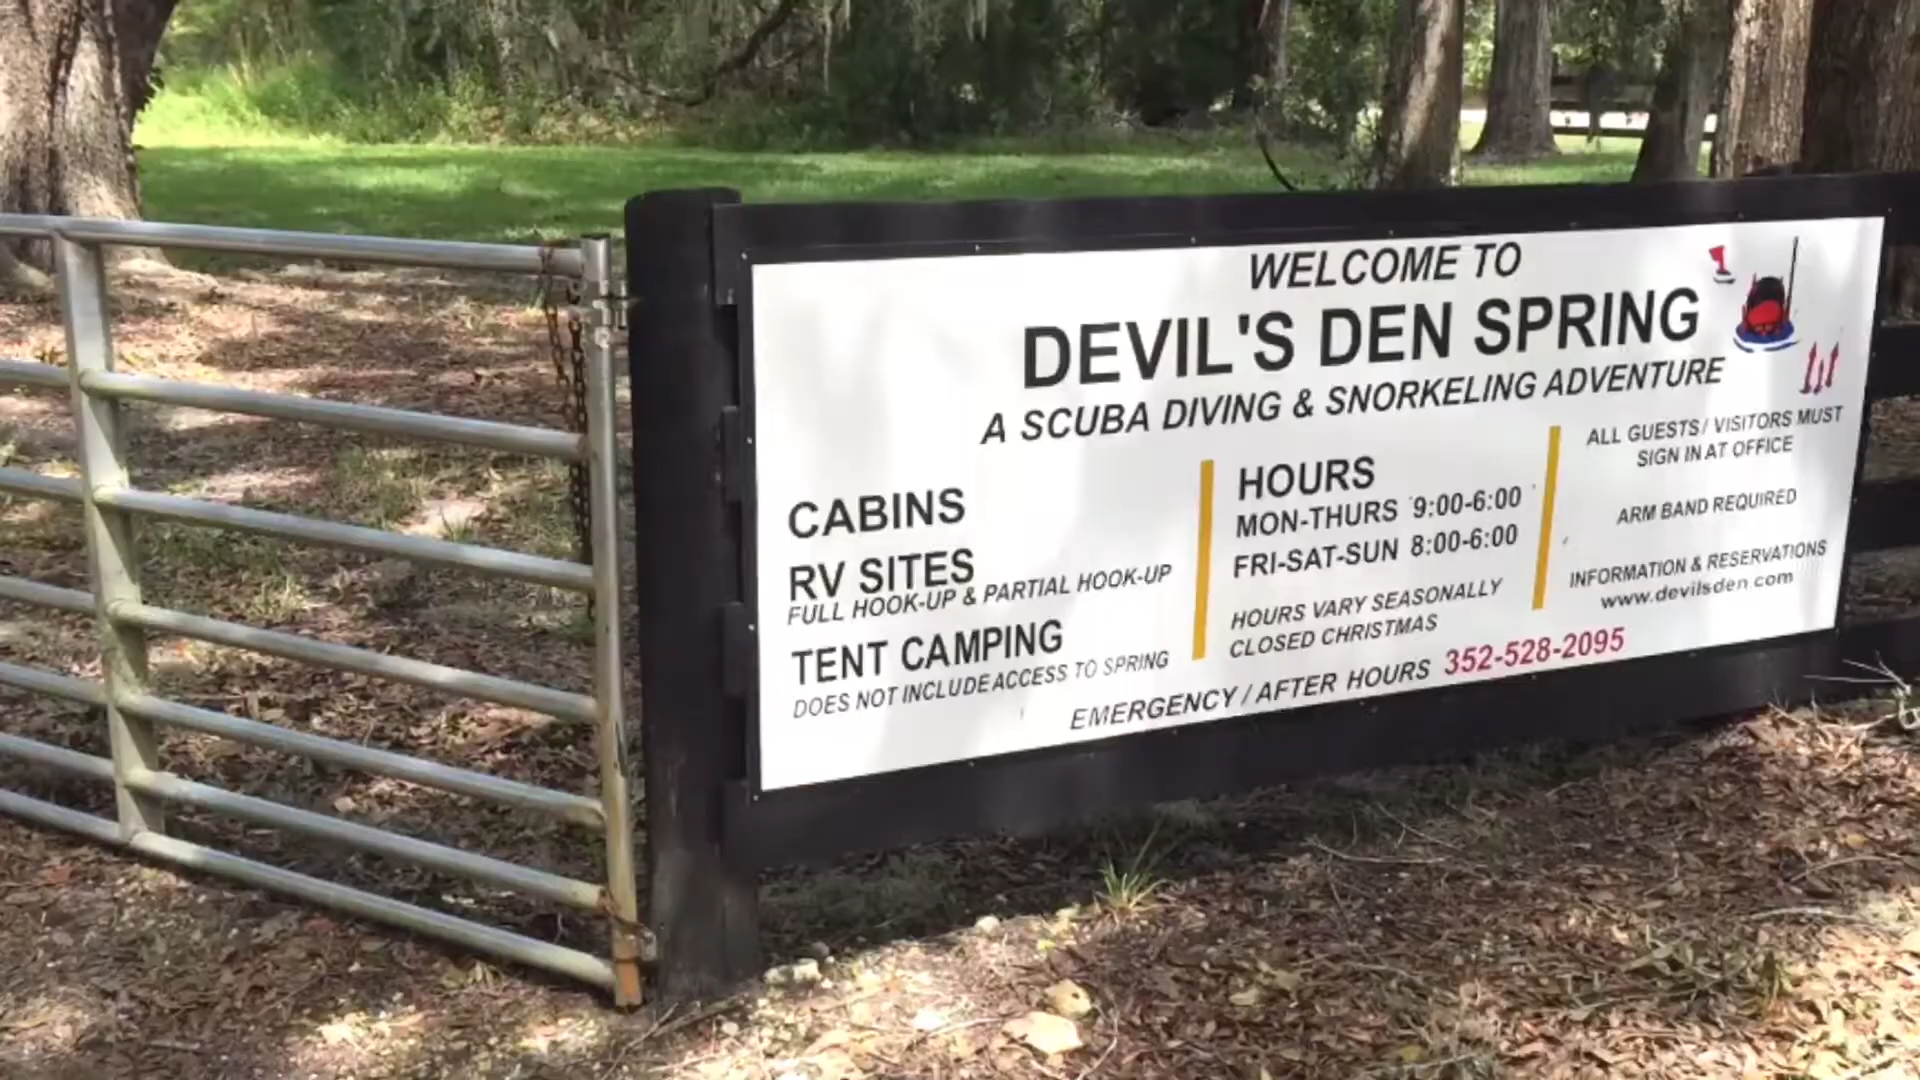 WELCOME TO
DEVIL'S DEN SPRING
A SCUBA DIVING & SNORKELING ADVENTURE
CABINS
RV SITES
FULL HOOK-UP & PARTIAL HOOK-UP
TENT CAMPING
DOES NOT INCLUDE ACCESS TO SPRING
HOURS
MON-THURS 9:00-6:00
FRI-SAT-SUN 8:00-6:00
HOURS VARY SEASONALLY
CLOSED CHRISTMAS
ALL GUESTS/ VISITORS MUST
SIGN IN AT OFFICE
ARM BAND REQUIRED
INFORMATION & RESERVATIONS
www.devilsden.com
EMERGENCY / AFTER HOURS 352-528-2095